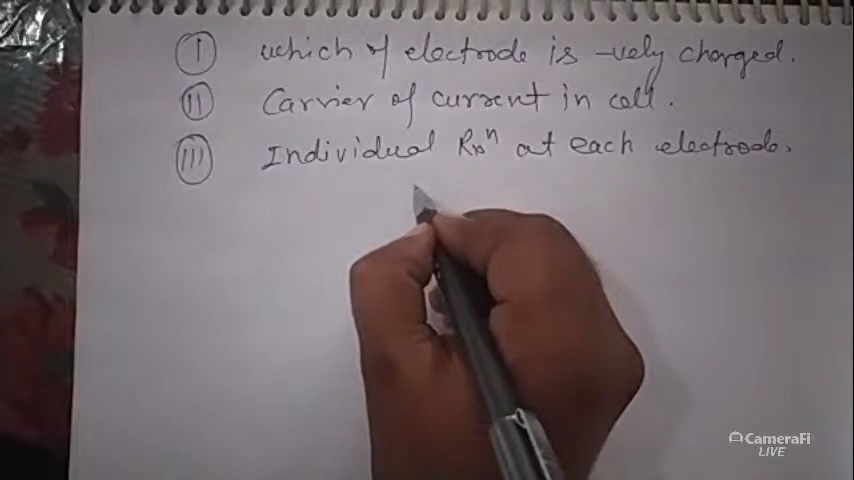 I which of electrode is -vely charged.
II Carrier of current in cell.
III Individual Rxn at each electrode.
CameraFi
LIVE